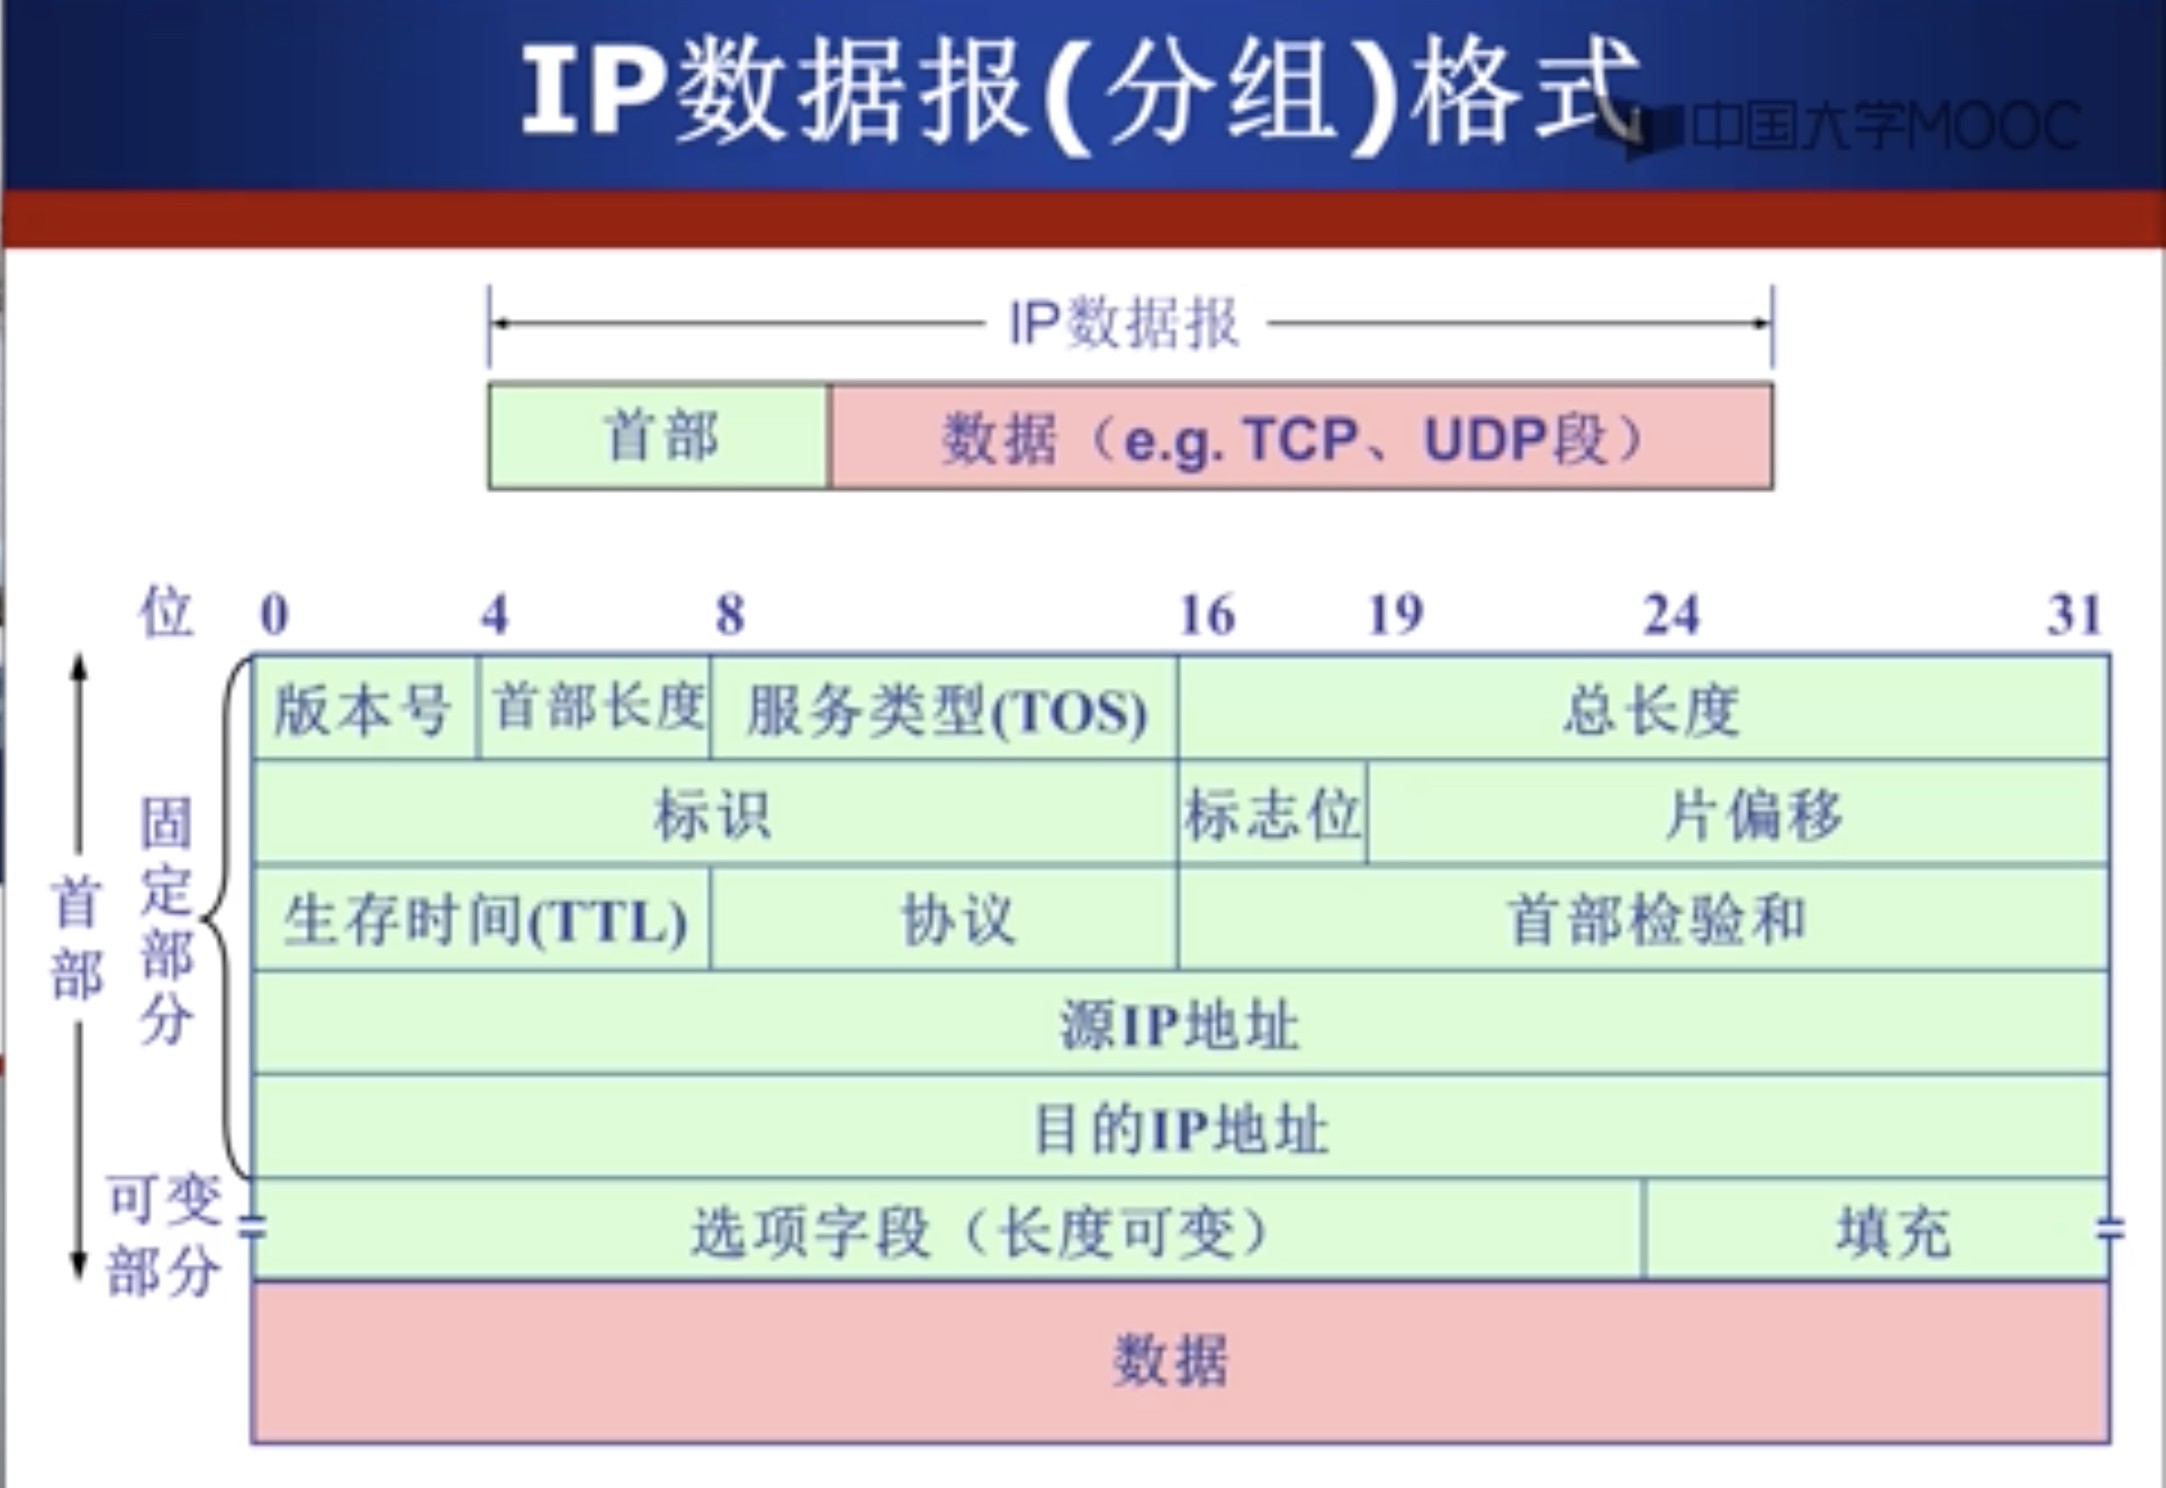 IP数据报(分组)格式
中国大学MOOC
IP数据报
首部 数据（e.g. TCP、UDP段）
位 0 4 8 16 19 24 31
版本号 首部长度 服务类型(TOS) 总长度
标识 标志位 片偏移
生存时间(TTL) 协议 首部检验和
源IP地址
目的IP地址
选项字段（长度可变） 填充
数据
首部
固定部分
可变
部分